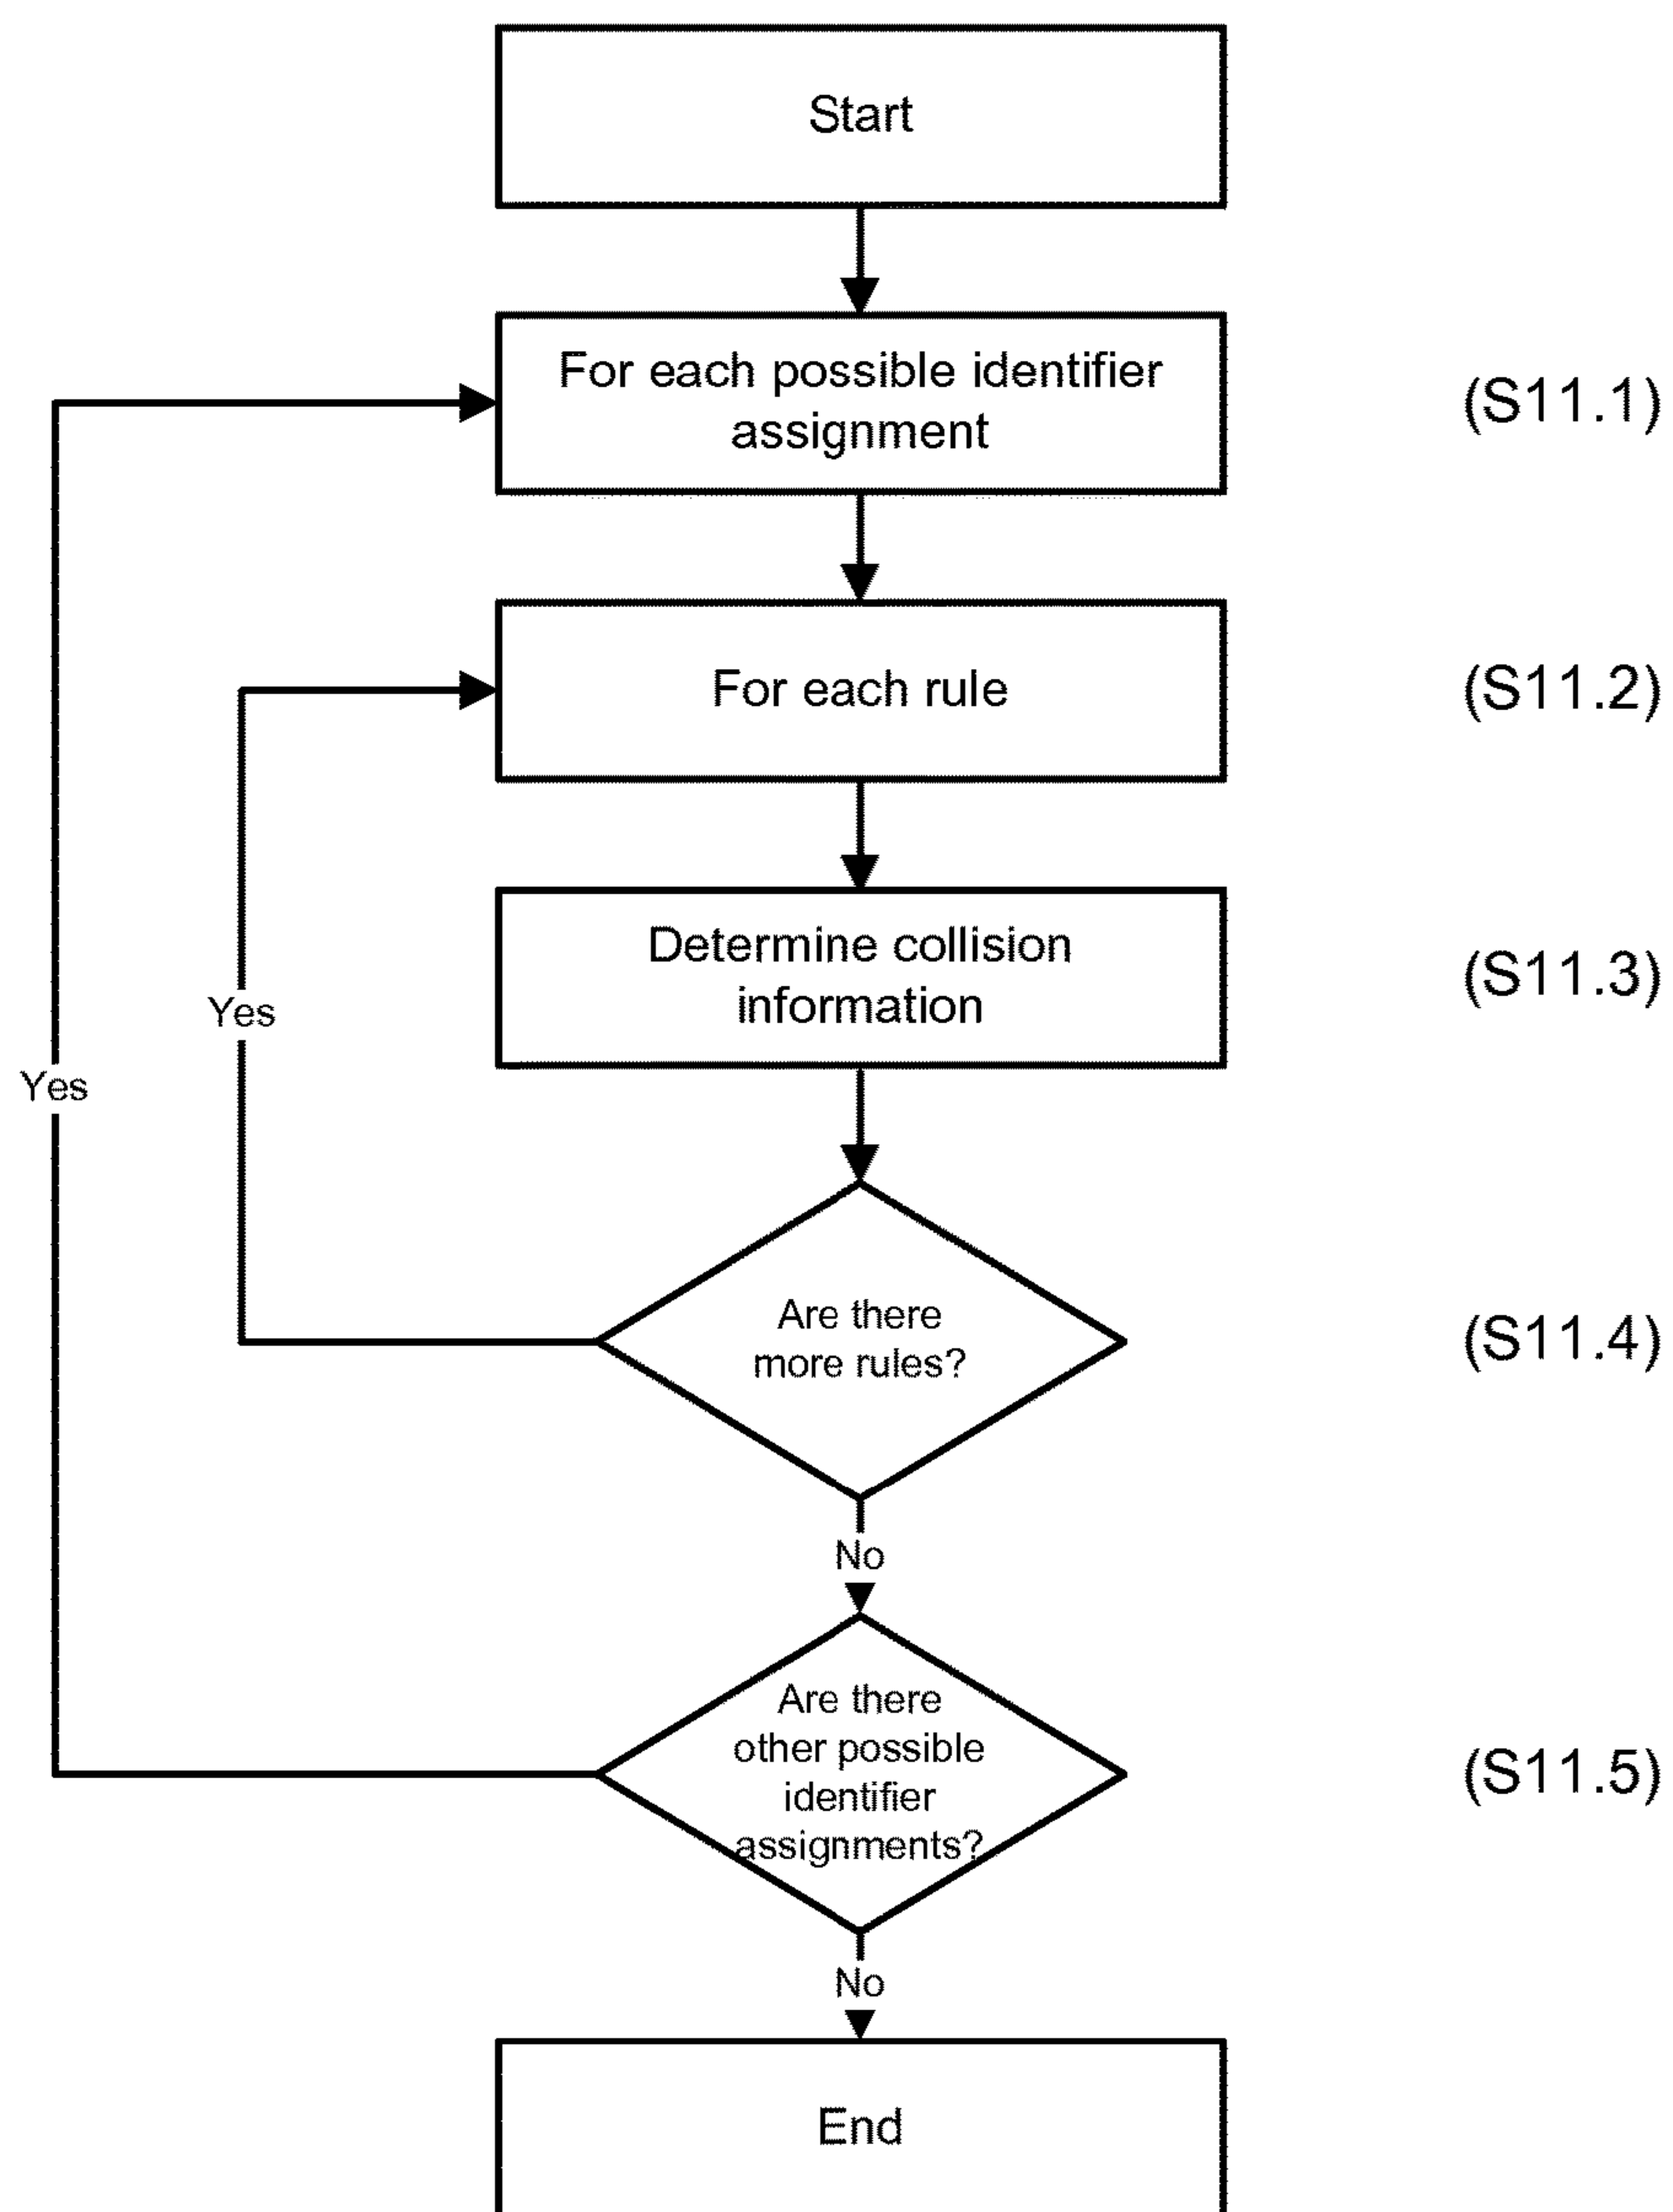 Start
For each possible identifier
assignment
(S11.1)
For each rule
(S11.2)
Determine collision
information
(S11.3)
Yes
Yes
Are there
more rules?
(S11.4)
No
Are there
other possible
identifier
assignments?
(S11.5)
No
End